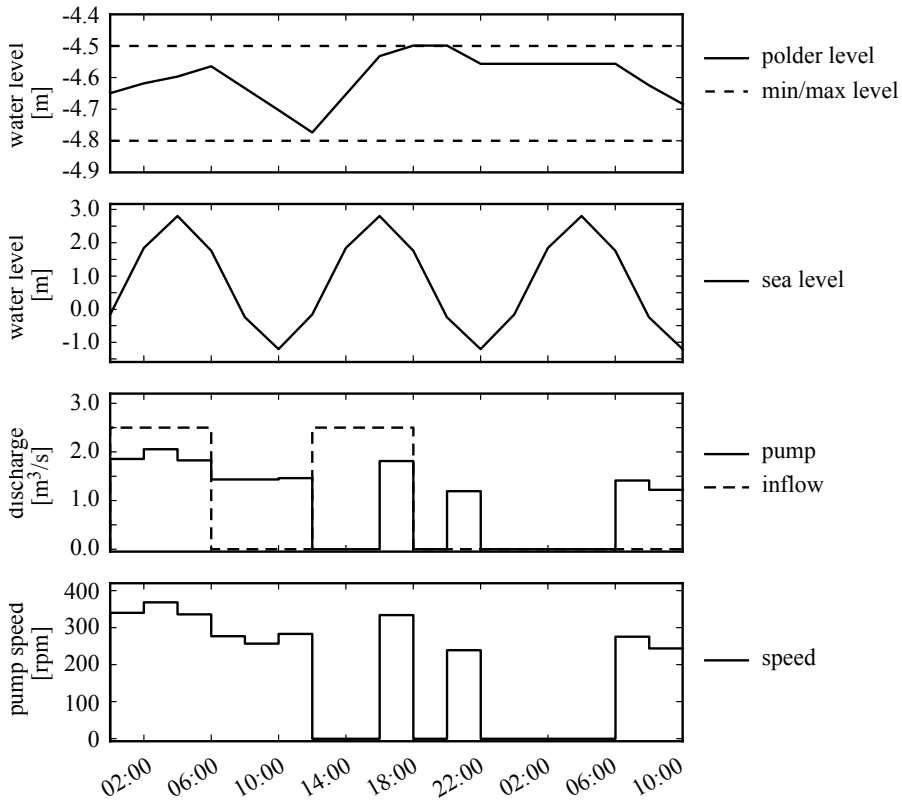 -4.4
-4.5
-4.6
-4.7
-4.8
-4.9
water level
[m]
polder level
min/max level
3.0
2.0
1.0
0.0
-1.0
water level
[m]
sea level
3.0
2.0
1.0
0.0
discharge
[m³/s]
pump
inflow
400
300
200
100
0
pump speed
[rpm]
speed
02:00
06:00
10:00
14:00
18:00
22:00
02:00
06:00
10:00